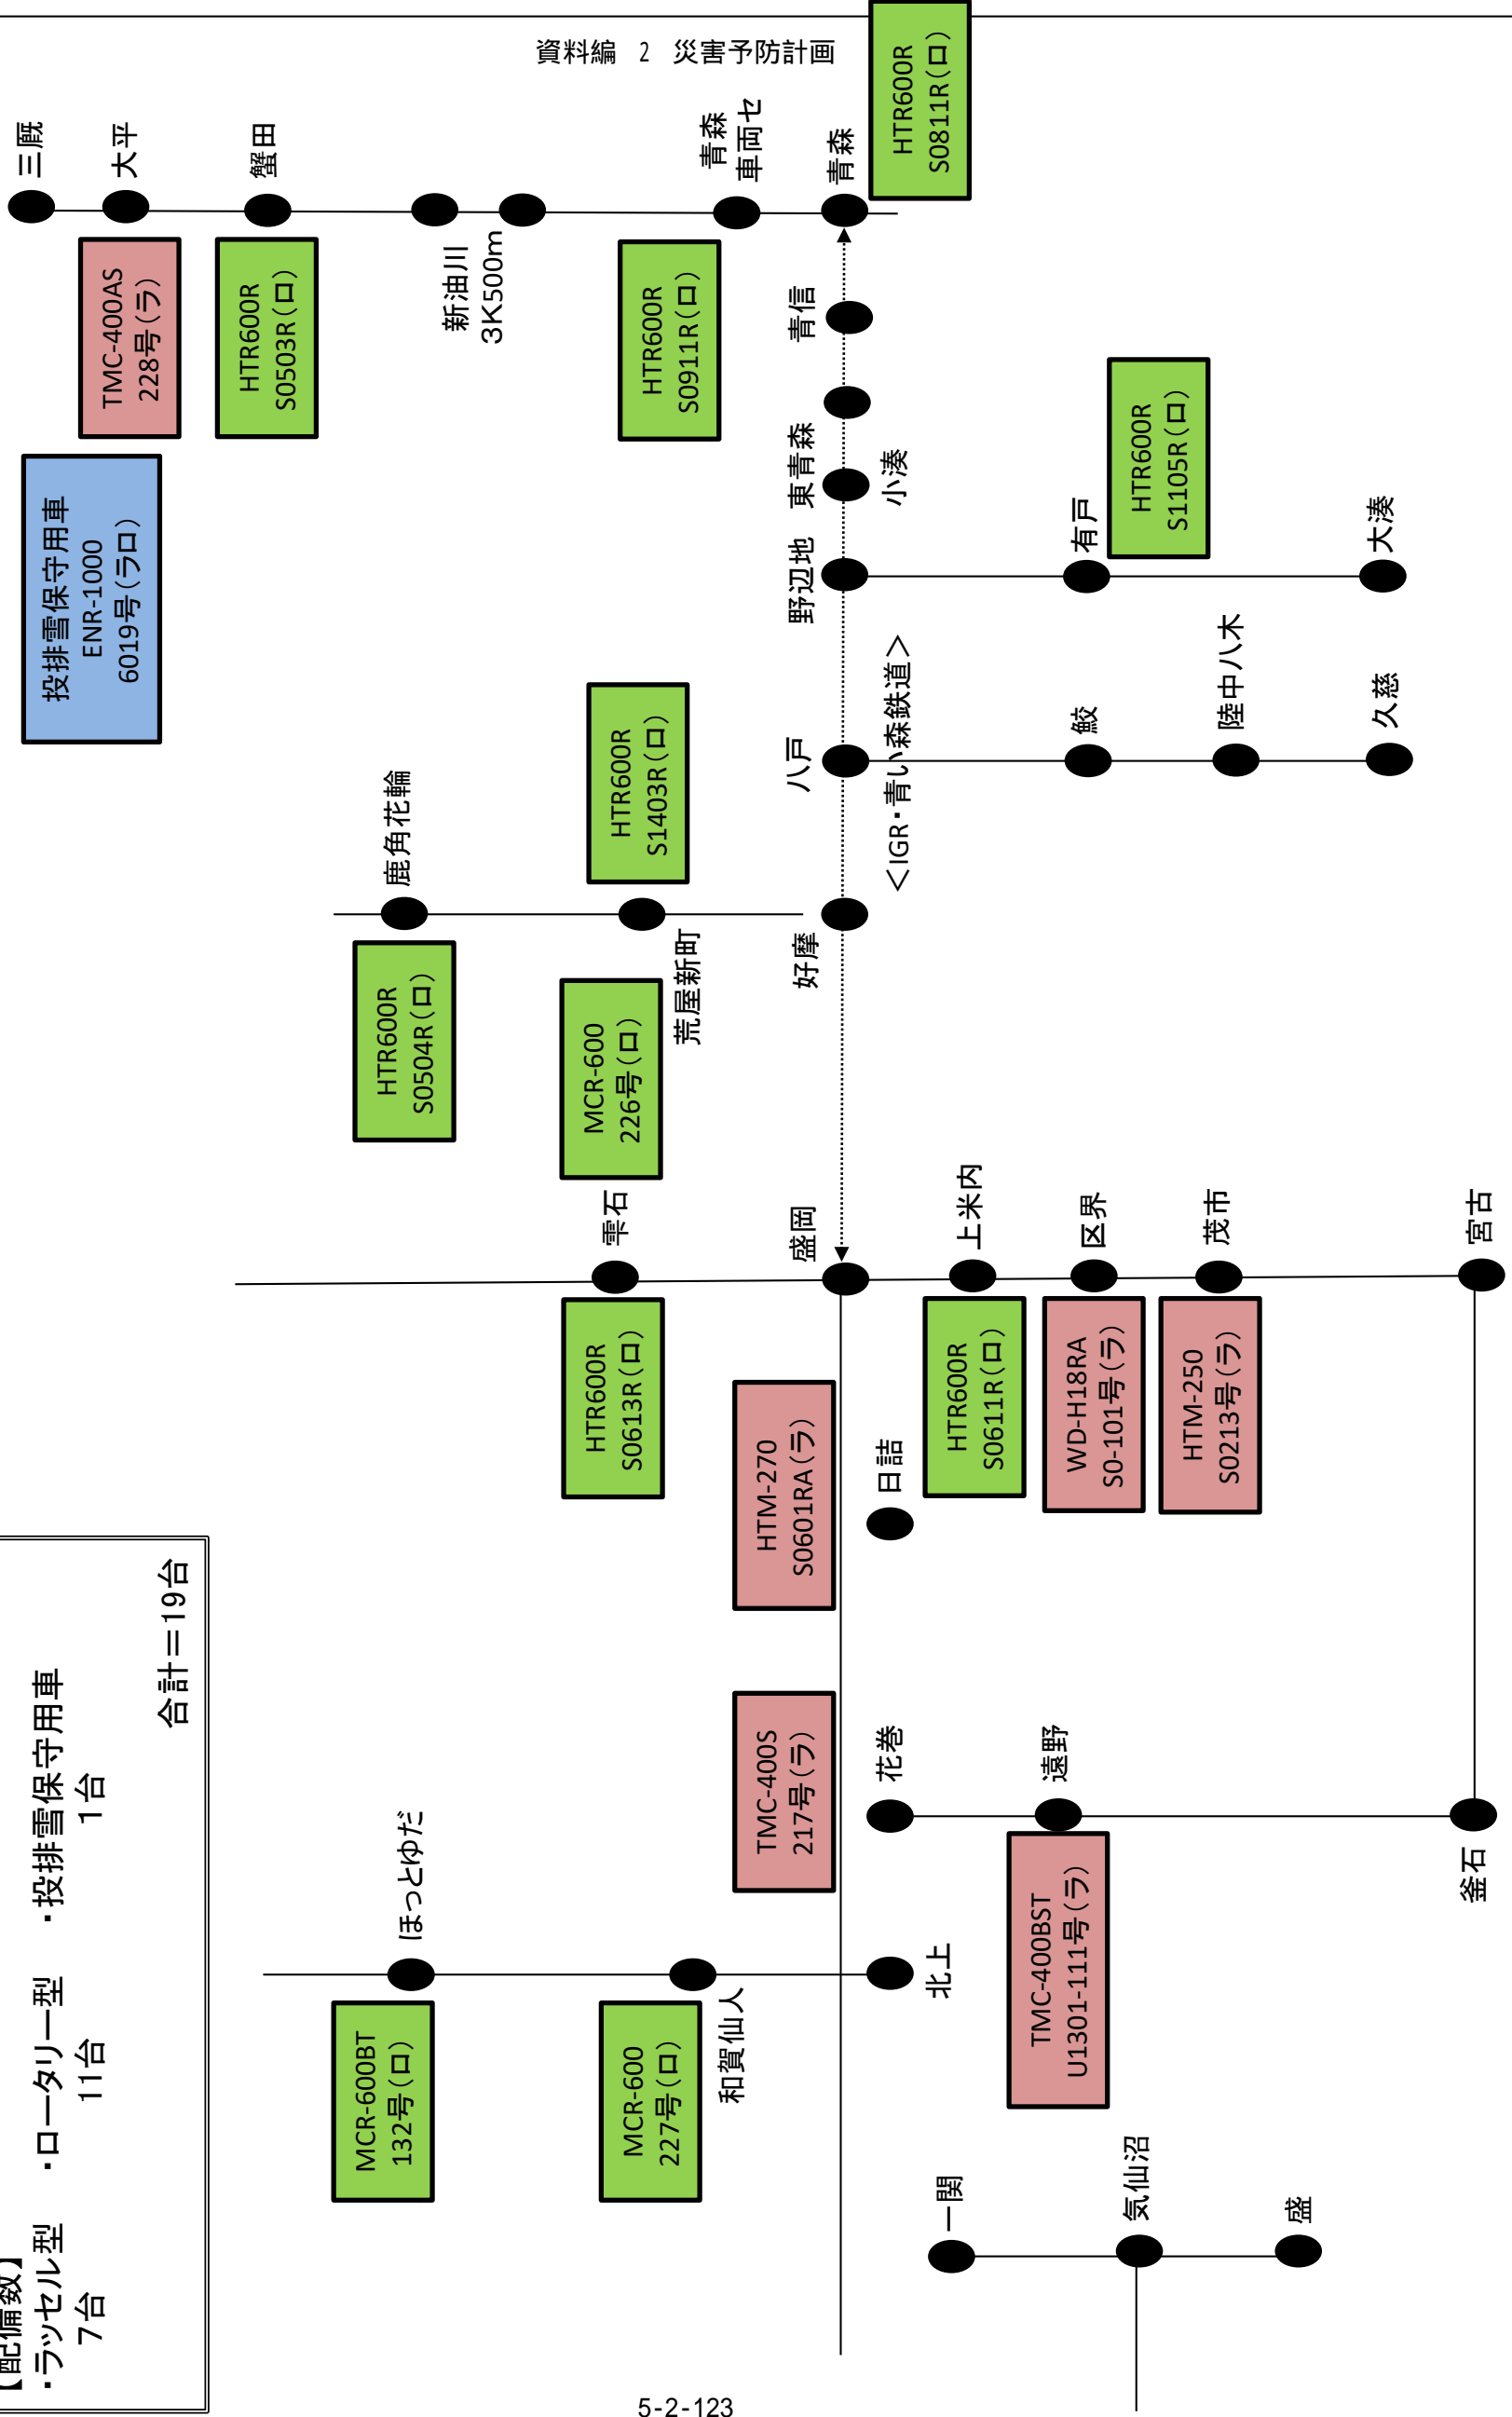 資料編 2 災害予防計画
【配備数】
・ラッセル型 ・ロータリー型 ・投排雪保守用車
7台 11台 1台
合計=19台
投排雪保守用車
ENR-1000
6019号(ラロ)
三厩
大平
TMC-400AS
228号(ラ)
蟹田
HTR600R
S0503R(ロ)
新油川
3K500m
青森
車両セ
HTR600R
S0911R(ロ)
青森
HTR600R
S0811R(ロ)
青信
東青森
小湊
野辺地
有戸
HTR600R
S1105R(ロ)
大湊
八戸
<IGR・青い森鉄道>
鮫
陸中八木
久慈
鹿角花輪
HTR600R
S0504R(ロ)
HTR600R
S1403R(ロ)
荒屋新町
MCR-600
226号(ロ)
好摩
雫石
HTR600R
S0613R(ロ)
盛岡
上米内
HTR600R
S0611R(ロ)
区界
WD-H18RA
S0-101号(ラ)
茂市
HTM-250
S0213号(ラ)
宮古
HTM-270
S0601RA(ラ)
日詰
TMC-400S
217号(ラ)
花巻
遠野
TMC-400BST
U1301-111号(ラ)
釜石
ほっとゆだ
MCR-600BT
132号(ロ)
和賀仙人
MCR-600
227号(ロ)
北上
一関
気仙沼
盛
5-2-123